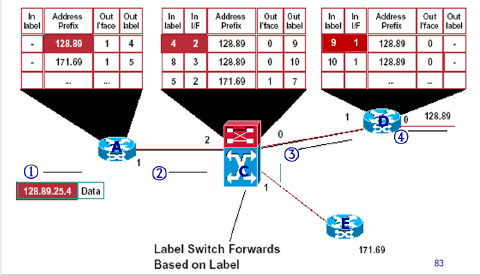 In label Address Prefix Out I'face Out label
- 128.89 1 4
- 171.69 1 5
... ... ... ...
In label In I/F Address Prefix Out I'face Out label
4 2 128.89 0 9
8 3 128.89 0 10
5 2 171.69 1 7
In label In I/F Address Prefix Out I'face Out label
9 1 128.89 0 -
10 1 128.89 0 -
... ... ...
A 1
2 C 0 1
1 D 0 128.89
① ② ③ ④
128.89.25.4 Data
E
171.69
Label Switch Forwards
Based on Label
83